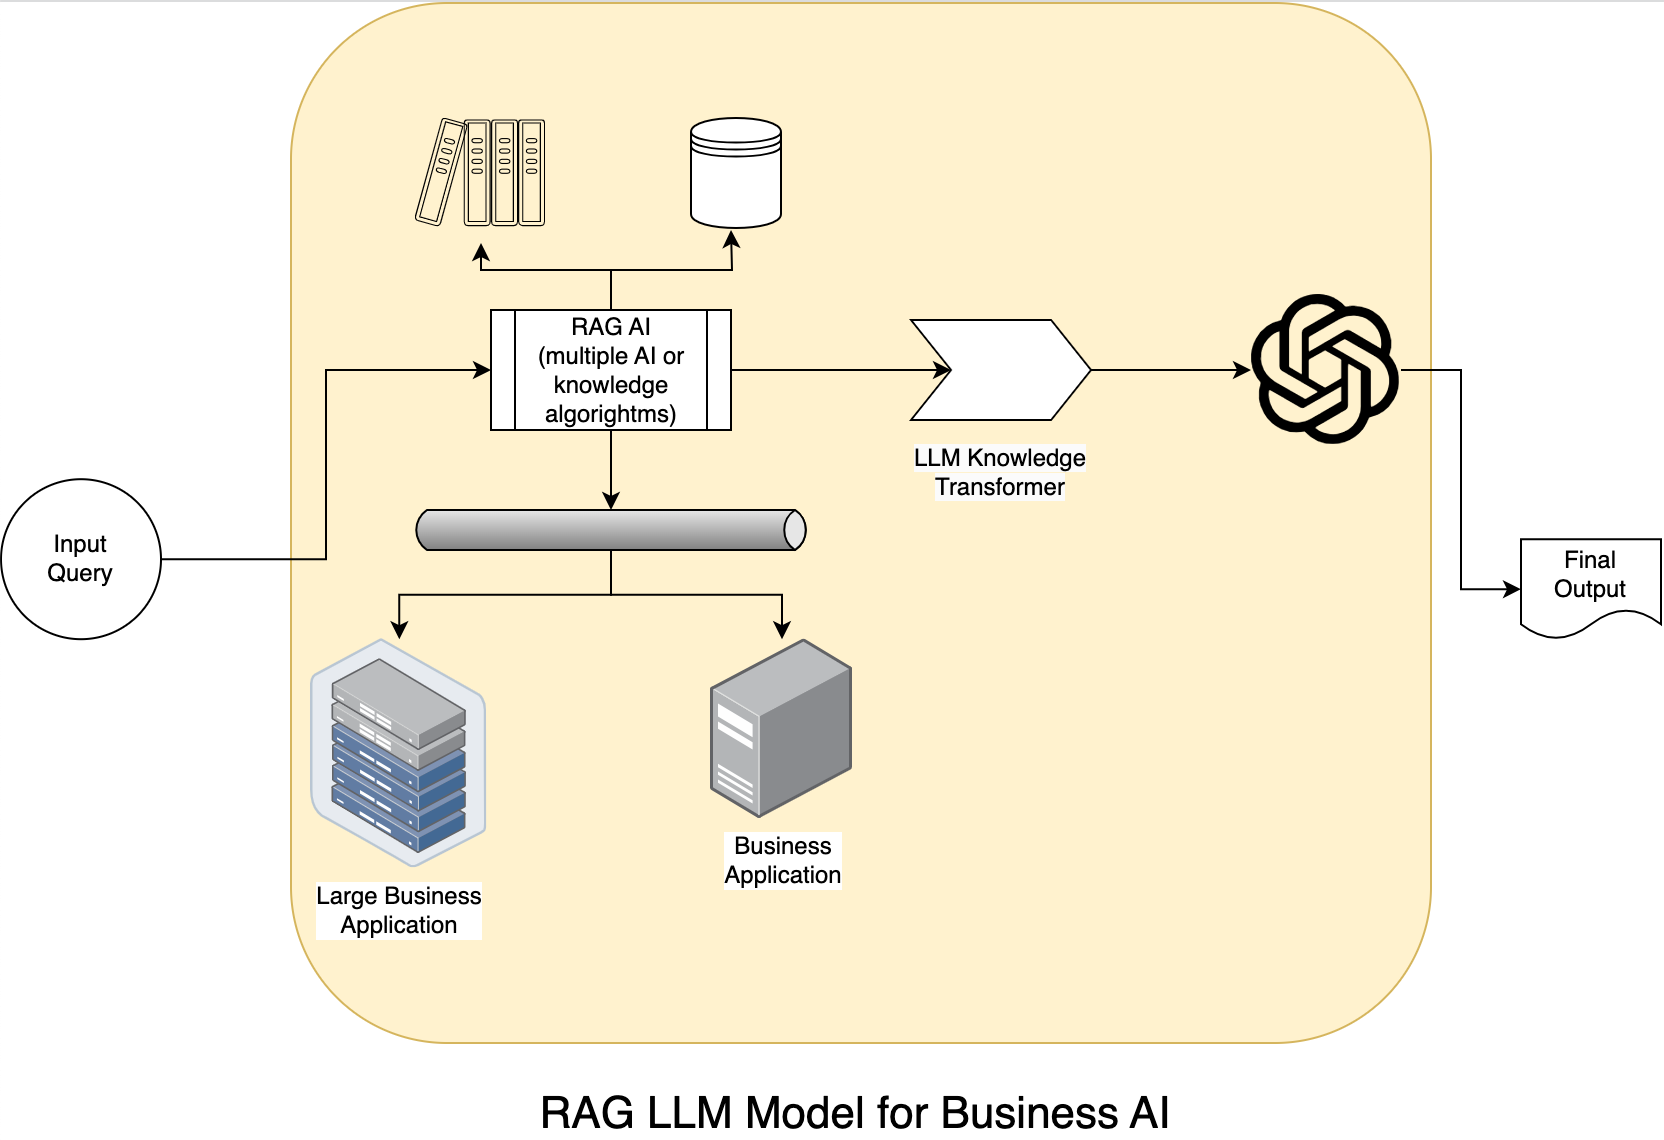 RAG AI
(multiple AI or
knowledge
algorightms)
LLM Knowledge
Transformer
Input
Query
Final
Output
Business
Application
Large Business
Application
RAG LLM Model for Business AI